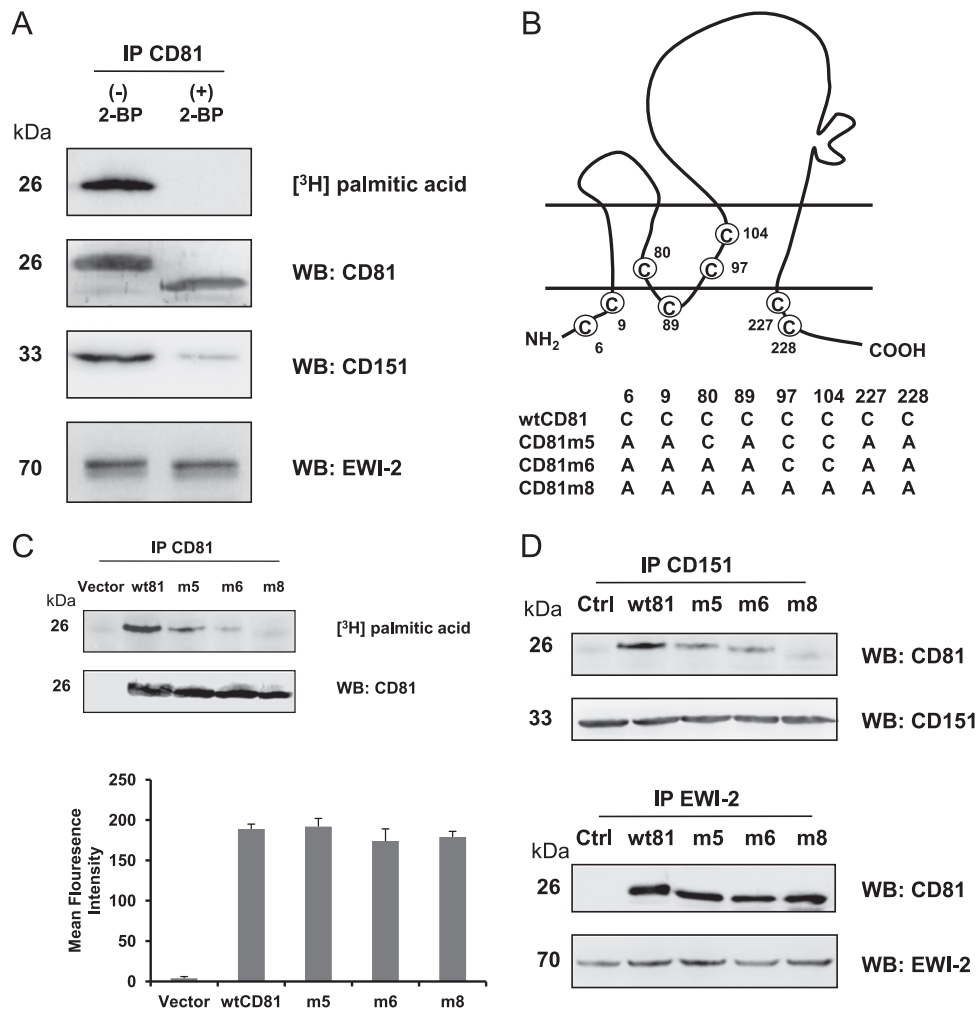 A
IP CD81
(-) (+)
2-BP 2-BP
kDa
26 [³H] palmitic acid
26 WB: CD81
33 WB: CD151
70 WB: EWI-2
B
C 104
80
C C 97
C C C
9 89 227
NH₂ C C
6 228 COOH
6 9 80 89 97 104 227 228
wtCD81 C C C C C C C C
CD81m5 A A C A C C A A
CD81m6 A A A A C C A A
CD81m8 A A A A A A A A
C
IP CD81
Vector wt81 m5 m6 m8
kDa
26 [³H] palmitic acid
26 WB: CD81
Mean Flouresence
Intensity
250
200
150
100
50
0
Vector wtCD81 m5 m6 m8
D
IP CD151
Ctrl wt81 m5 m6 m8
kDa
26 WB: CD81
33 WB: CD151
IP EWI-2
Ctrl wt81 m5 m6 m8
kDa
26 WB: CD81
70 WB: EWI-2